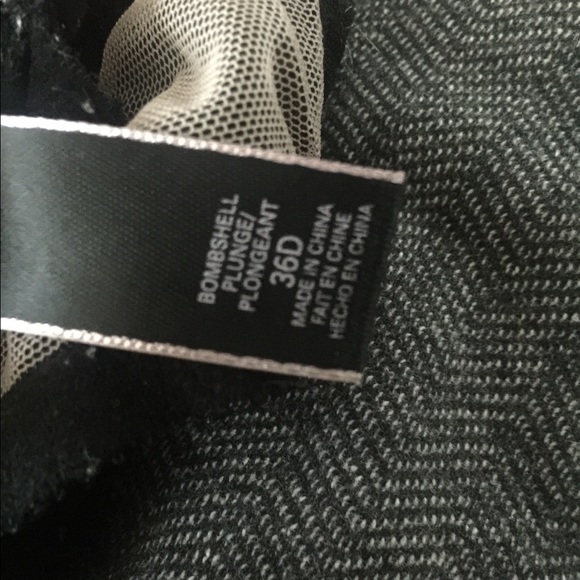 BOMBSHELL
PLUNGE/
PLONGEANT
36D
MADE IN CHINA
FAIT EN CHINE
HECHO EN CHINA